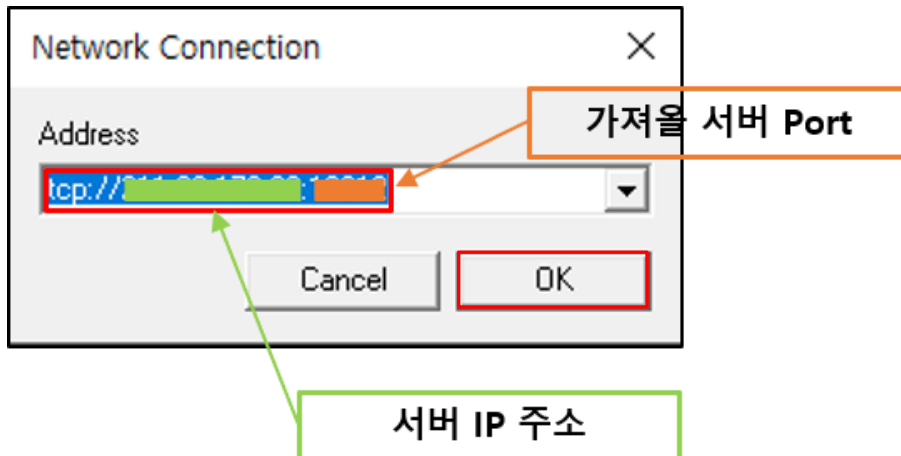 Network Connection
가져올 서버 Port
Address
tcp://
Cancel
OK
서버 IP 주소